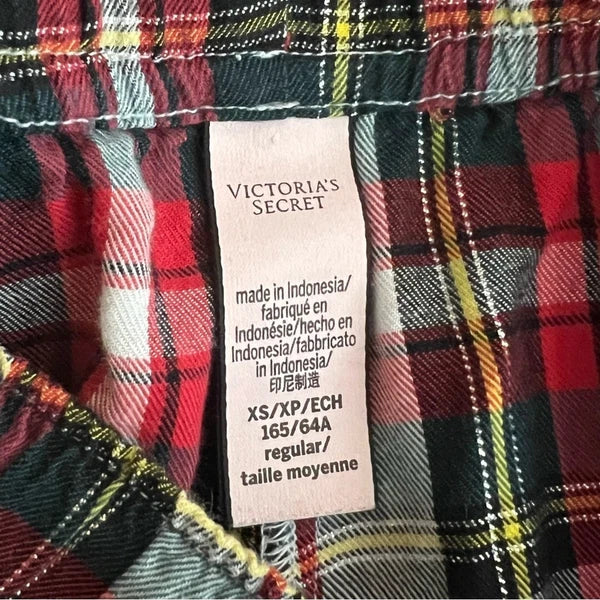 VICTORIA'S
SECRET
made in Indonesia/
fabriqué en
Indonésie/hecho en
Indonesia/fabbricato
in Indonesia/
印尼制造
XS/XP/ECH
165/64A
regular/
taille moyenne